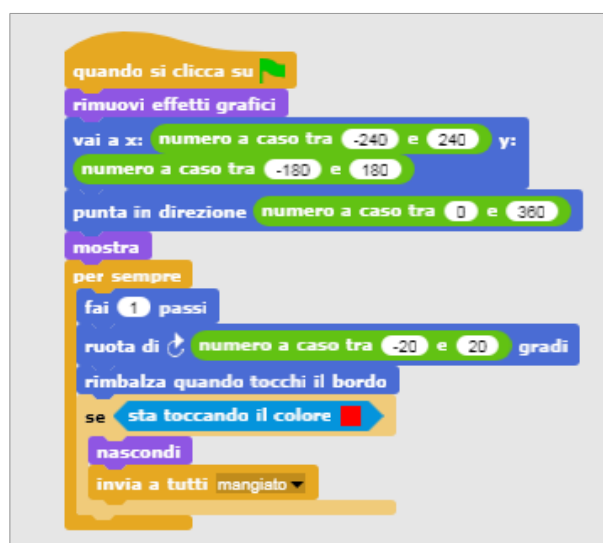 quando si clicca su
rimuovi effetti grafici
vai a x: numero a caso tra -240 e 240 y:
numero a caso tra -180 e 180
punta in direzione numero a caso tra 0 e 360
mostra
per sempre
fai 1 passi
ruota di numero a caso tra -20 e 20 gradi
rimbalza quando tocchi il bordo
se sta toccando il colore
nascondi
invia a tutti mangiato